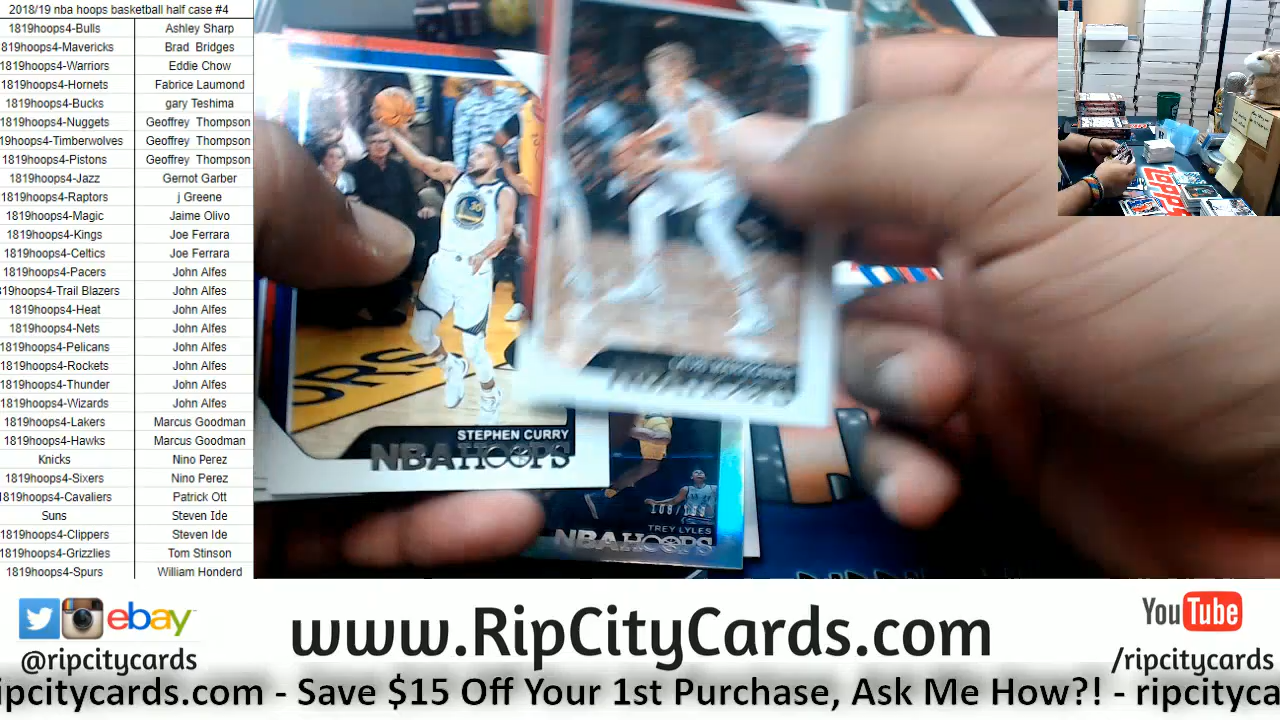 2018/19 nba hoops basketball half case #4
1819hoops4-Bulls Ashley Sharp
819hoops4-Mavericks Brad Bridges
1819hoops4-Warriors Eddie Chow
1819hoops4-Hornets Fabrice Laumond
1819hoops4-Bucks gary Teshima
1819hoops4-Nuggets Geoffrey Thompson
19hoops4-Timberwolves Geoffrey Thompson
1819hoops4-Pistons Geoffrey Thompson
1819hoops4-Jazz Gernot Garber
1819hoops4-Raptors j Greene
1819hoops4-Magic Jaime Olivo
1819hoops4-Kings Joe Ferrara
1819hoops4-Celtics Joe Ferrara
1819hoops4-Pacers John Alfes
819hoops4-Trail Blazers John Alfes
1819hoops4-Heat John Alfes
1819hoops4-Nets John Alfes
1819hoops4-Pelicans John Alfes
1819hoops4-Rockets John Alfes
1819hoops4-Thunder John Alfes
1819hoops4-Wizards John Alfes
1819hoops4-Lakers Marcus Goodman
1819hoops4-Hawks Marcus Goodman
Knicks Nino Perez
1819hoops4-Sixers Nino Perez
1819hoops4-Cavaliers Patrick Ott
Suns Steven Ide
1819hoops4-Clippers Steven Ide
1819hoops4-Grizzlies Tom Stinson
1819hoops4-Spurs William Honderd
TOPPS
ORS
STEPHEN CURRY
NBA HOOPS
TREY LYLES
NBA HOOPS
ebay
@ripcitycards
www.RipCityCards.com
YouTube
/ripcitycards
ipcitycards.com - Save $15 Off Your 1st Purchase, Ask Me How?! - ripcityca